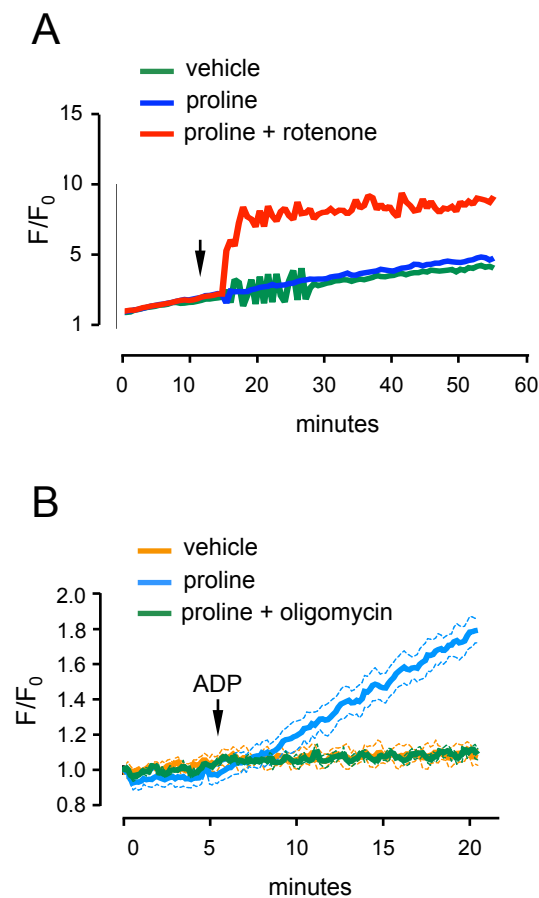 A
vehicle
proline
proline + rotenone
15
10
5
1
F/F0
0 10 20 30 40 50 60
minutes
B
vehicle
proline
proline + oligomycin
2.0
1.8
1.6
1.4
1.2
1.0
0.8
F/F0
ADP
0 5 10 15 20
minutes